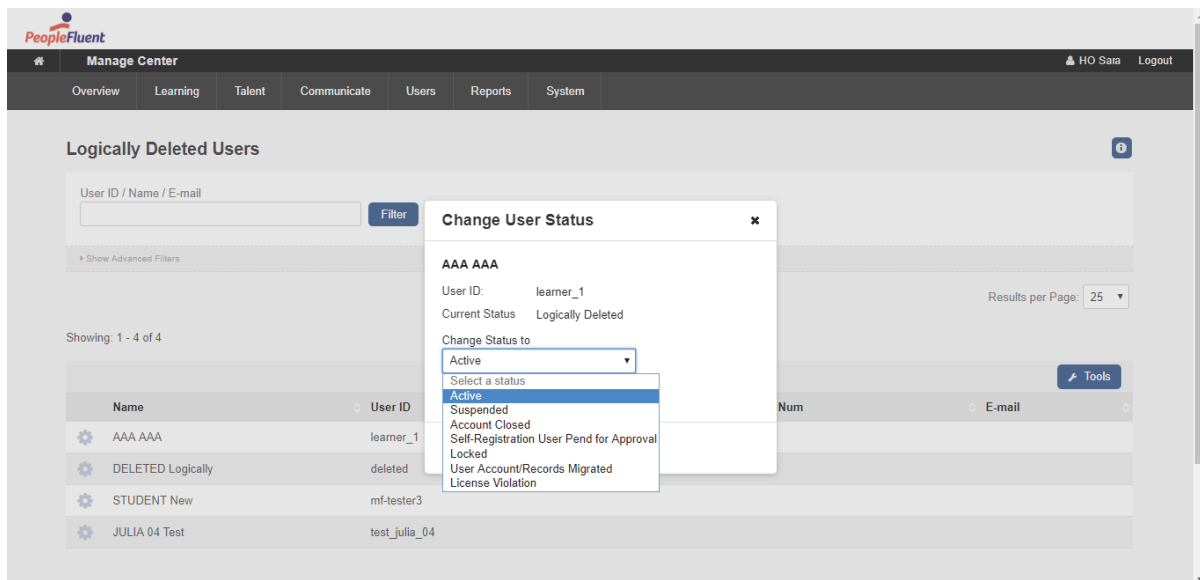 PeopleFluent
Manage Center
HO Sara Logout
Overview Learning Talent Communicate Users Reports System
Logically Deleted Users
User ID / Name / E-mail
Filter
Show Advanced Filters
Change User Status
AAA AAA
User ID: learner_1
Current Status Logically Deleted
Change Status to
Active
Select a status
Active
Suspended
Account Closed
Self-Registration User Pend for Approval
Locked
User Account/Records Migrated
License Violation
Results per Page: 25
Showing: 1 - 4 of 4
Tools
Name User ID Num E-mail
AAA AAA learner_1
DELETED Logically deleted
STUDENT New mf-tester3
JULIA 04 Test test_julia_04